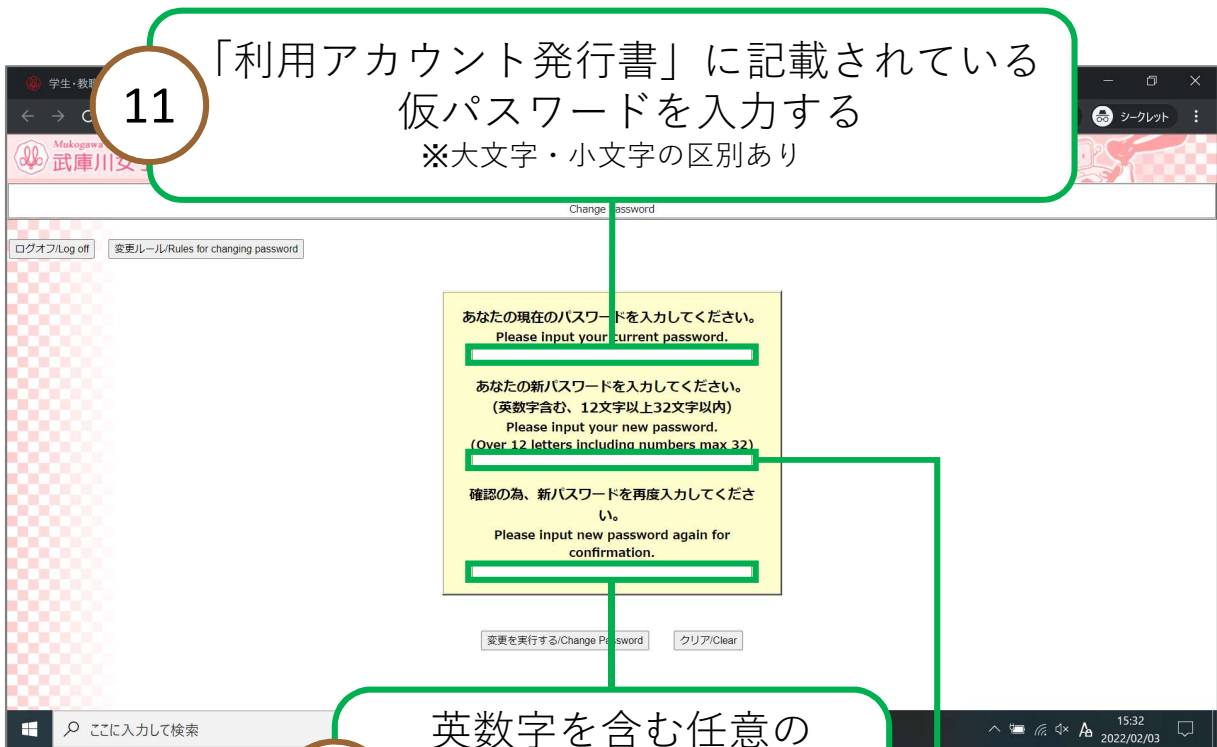 「利用アカウント発行書」に記載されている
11
仮パスワードを入力する
※大文字・小文字の区別あり
学生・教職
シークレット
Mukogawa
武庫川女子
Change Password
ログオフ/Log off
変更ルール/Rules for changing password
あなたの現在のパスワードを入力してください。
Please input your current password.
あなたの新パスワードを入力してください。
(英数字含む、12文字以上32文字以内)
Please input your new password.
(Over 12 letters including numbers max 32)
確認の為、新パスワードを再度入力してくださ
い。
Please input new password again for
confirmation.
変更を実行する/Change Password
クリア/Clear
英数字を含む任意の
ここに入力して検索
A
15:32
2022/02/03